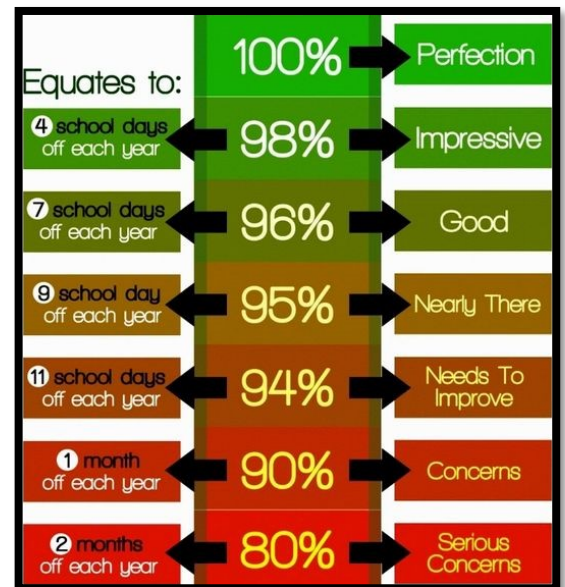 100%
Perfection
Equates to:
4 school days
off each year
98%
Impressive
7 school days
off each year
96%
Good
9 school day
off each year
95%
Nearly There
11 school days
off each year
94%
Needs To
Improve
1 month
off each year
90%
Concerns
2 months
off each year
80%
Serious
Concerns